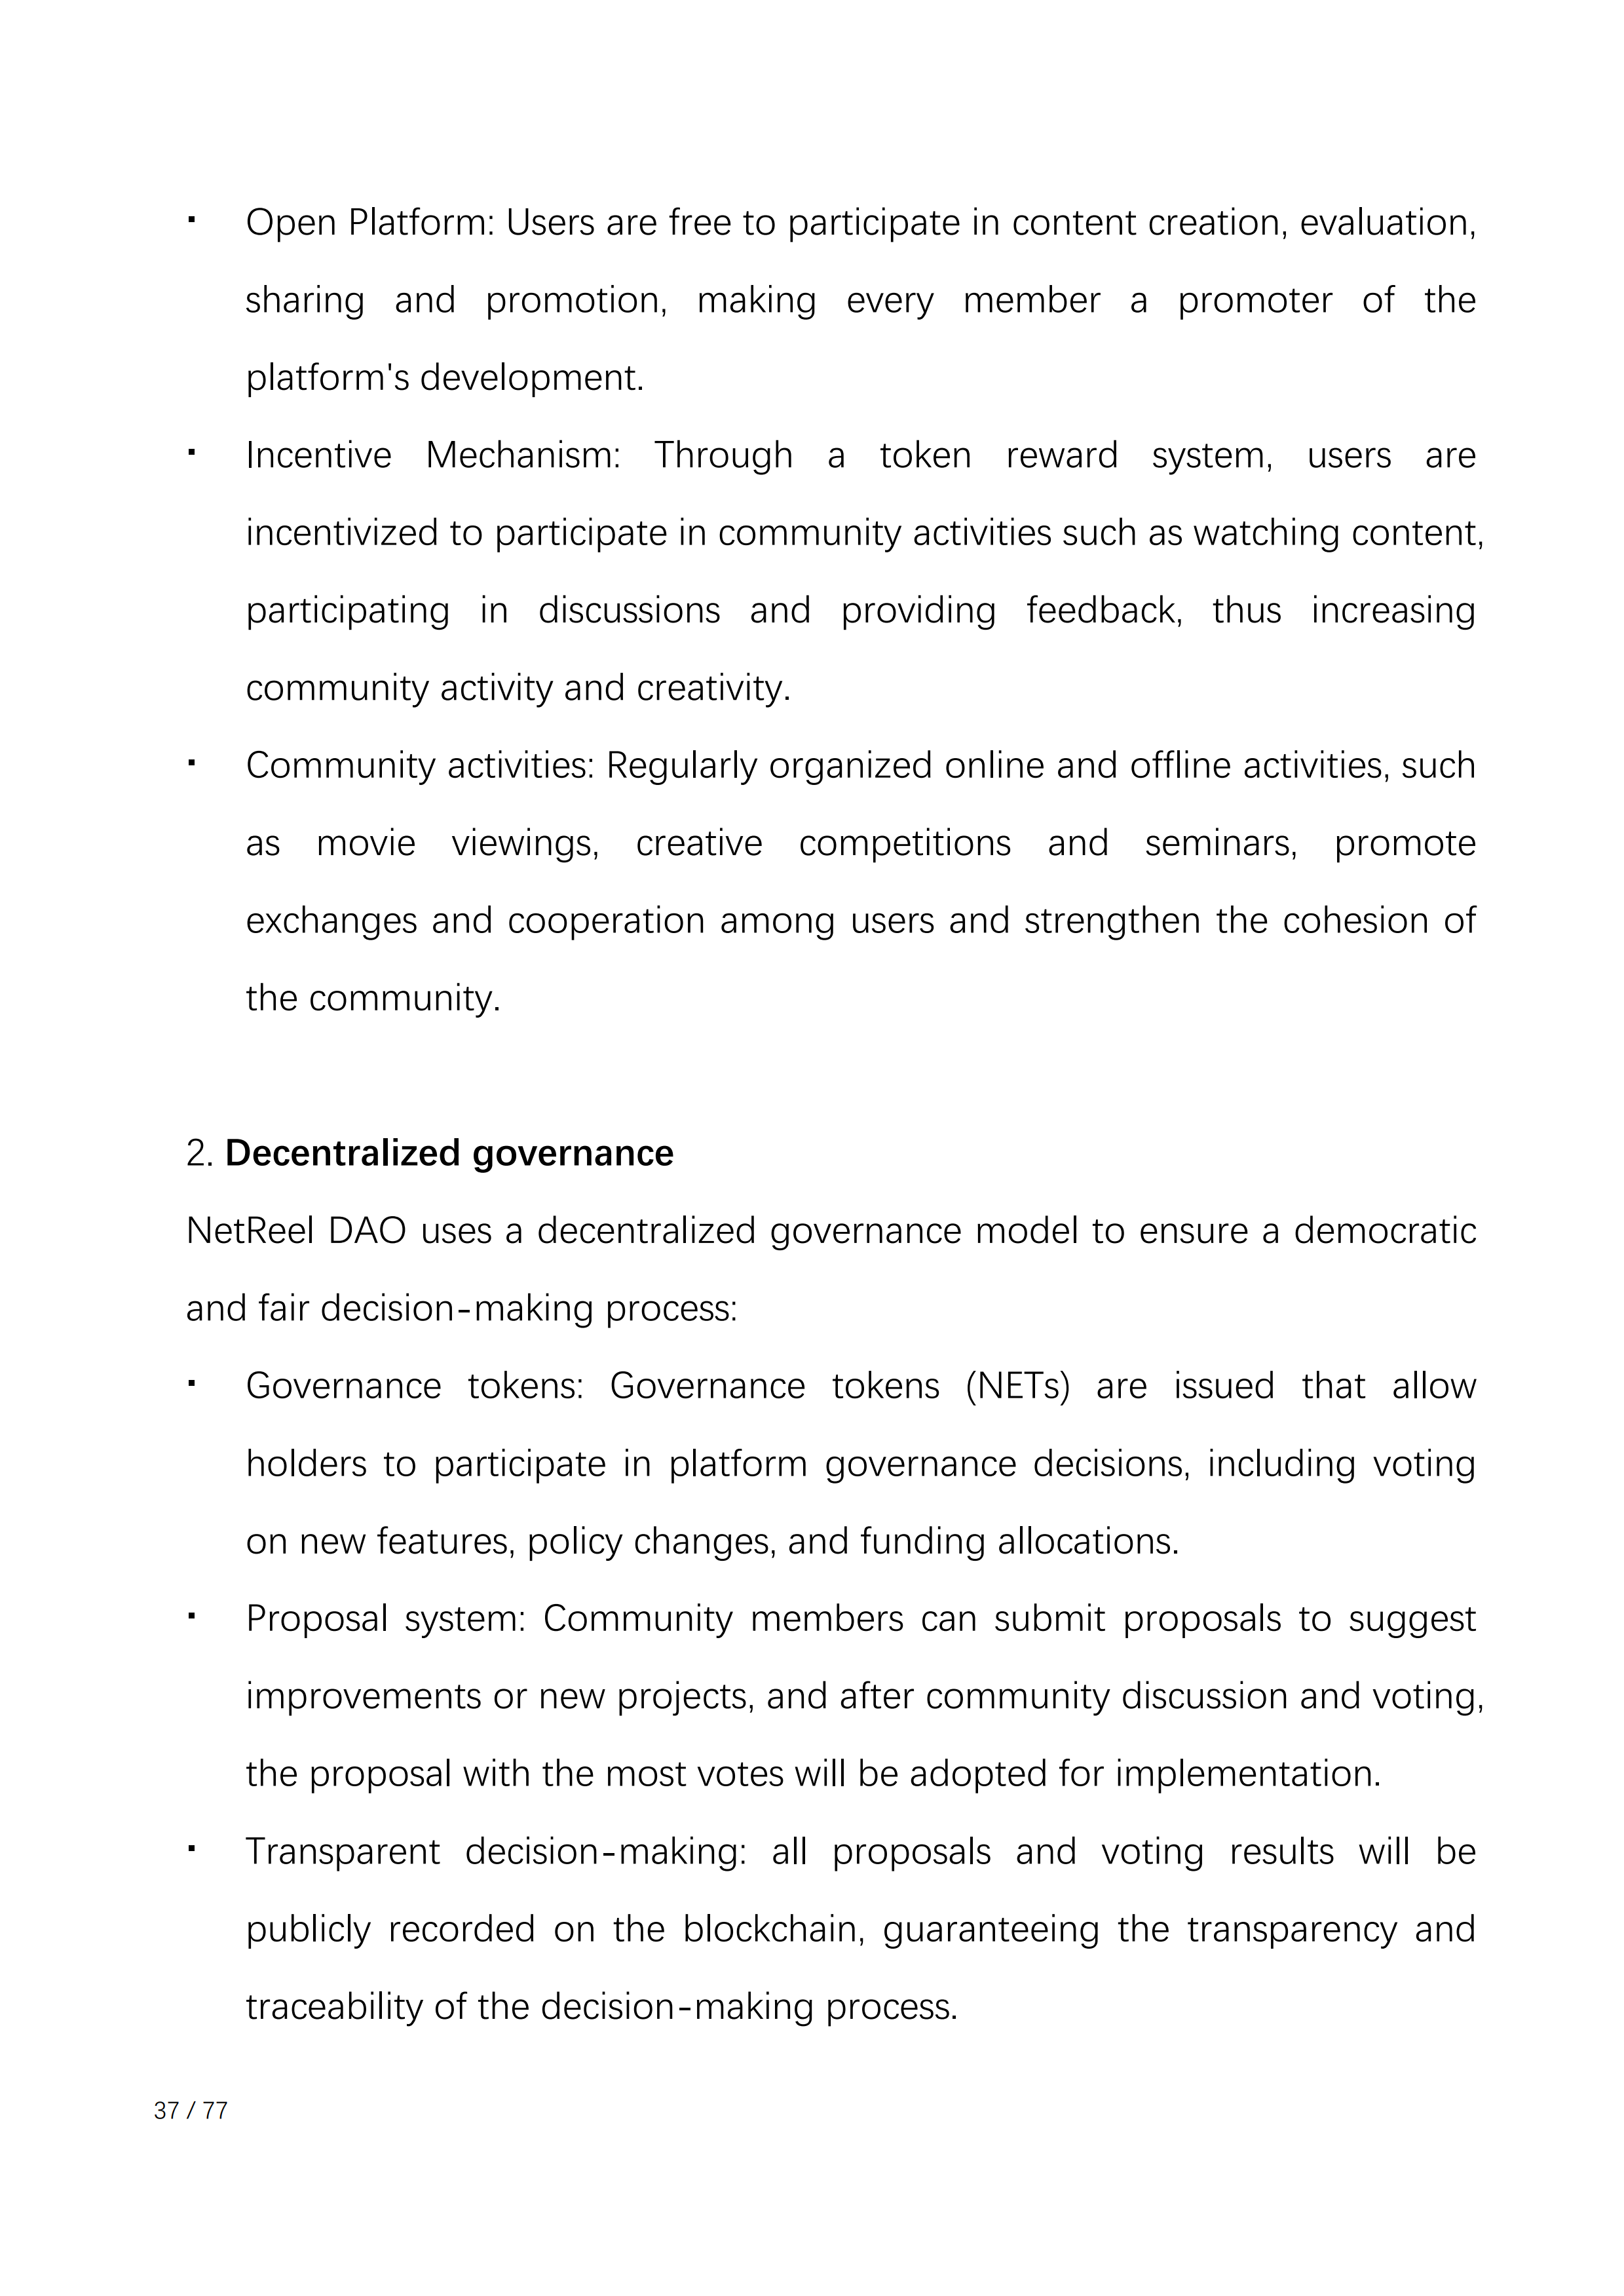 ▪ Open Platform: Users are free to participate in content creation, evaluation,
sharing and promotion, making every member a promoter of the
platform's development.
▪ Incentive Mechanism: Through a token reward system, users are
incentivized to participate in community activities such as watching content,
participating in discussions and providing feedback, thus increasing
community activity and creativity.
▪ Community activities: Regularly organized online and offline activities, such
as movie viewings, creative competitions and seminars, promote
exchanges and cooperation among users and strengthen the cohesion of
the community.
2. Decentralized governance
NetReel DAO uses a decentralized governance model to ensure a democratic
and fair decision-making process:
▪ Governance tokens: Governance tokens (NETs) are issued that allow
holders to participate in platform governance decisions, including voting
on new features, policy changes, and funding allocations.
▪ Proposal system: Community members can submit proposals to suggest
improvements or new projects, and after community discussion and voting,
the proposal with the most votes will be adopted for implementation.
▪ Transparent decision-making: all proposals and voting results will be
publicly recorded on the blockchain, guaranteeing the transparency and
traceability of the decision-making process.
37 / 77